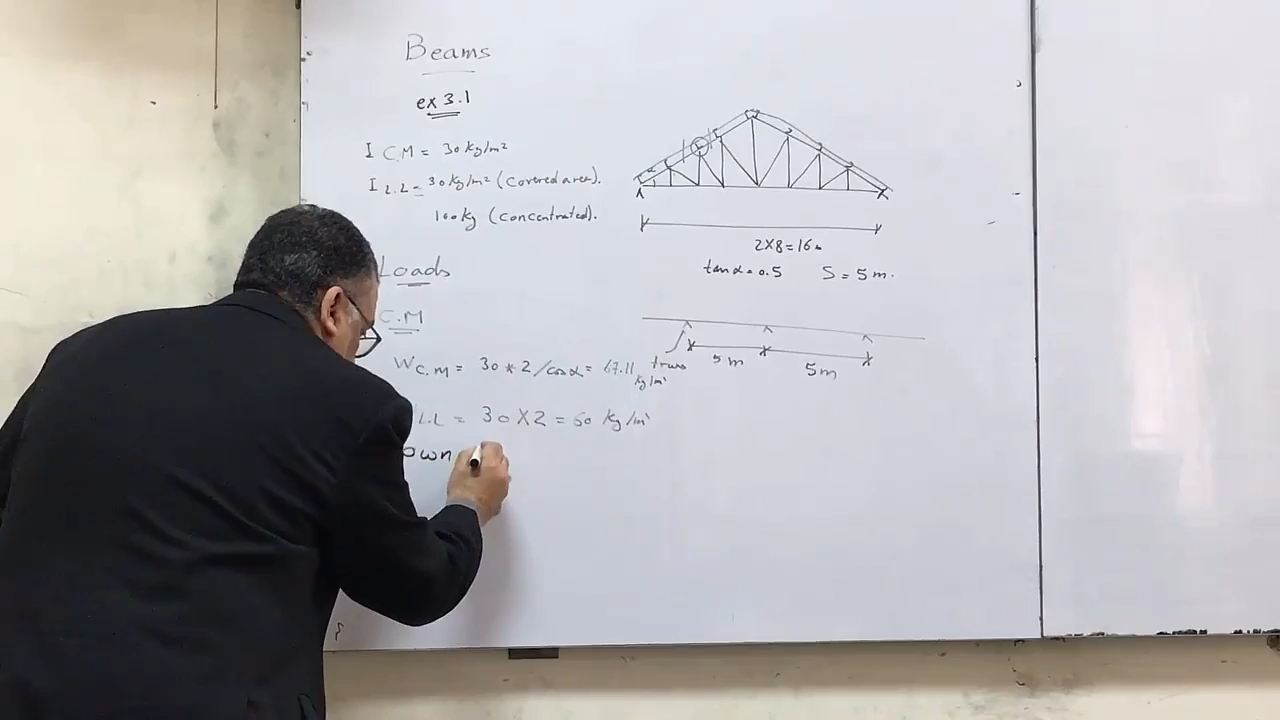 Beams
ex 3.1
I C.M = 30 kg/m²
I L.L = 30 kg/m² (Covered area).
100 kg (concentrated).
2X8 = 16 m
tan α = 0.5 S = 5 m.
Loads
C.M
W C.M = 30 * 2 / cos α = 67.11 kg/m'
truss 5 m 5 m
L.L = 30 X 2 = 60 kg/m'
own